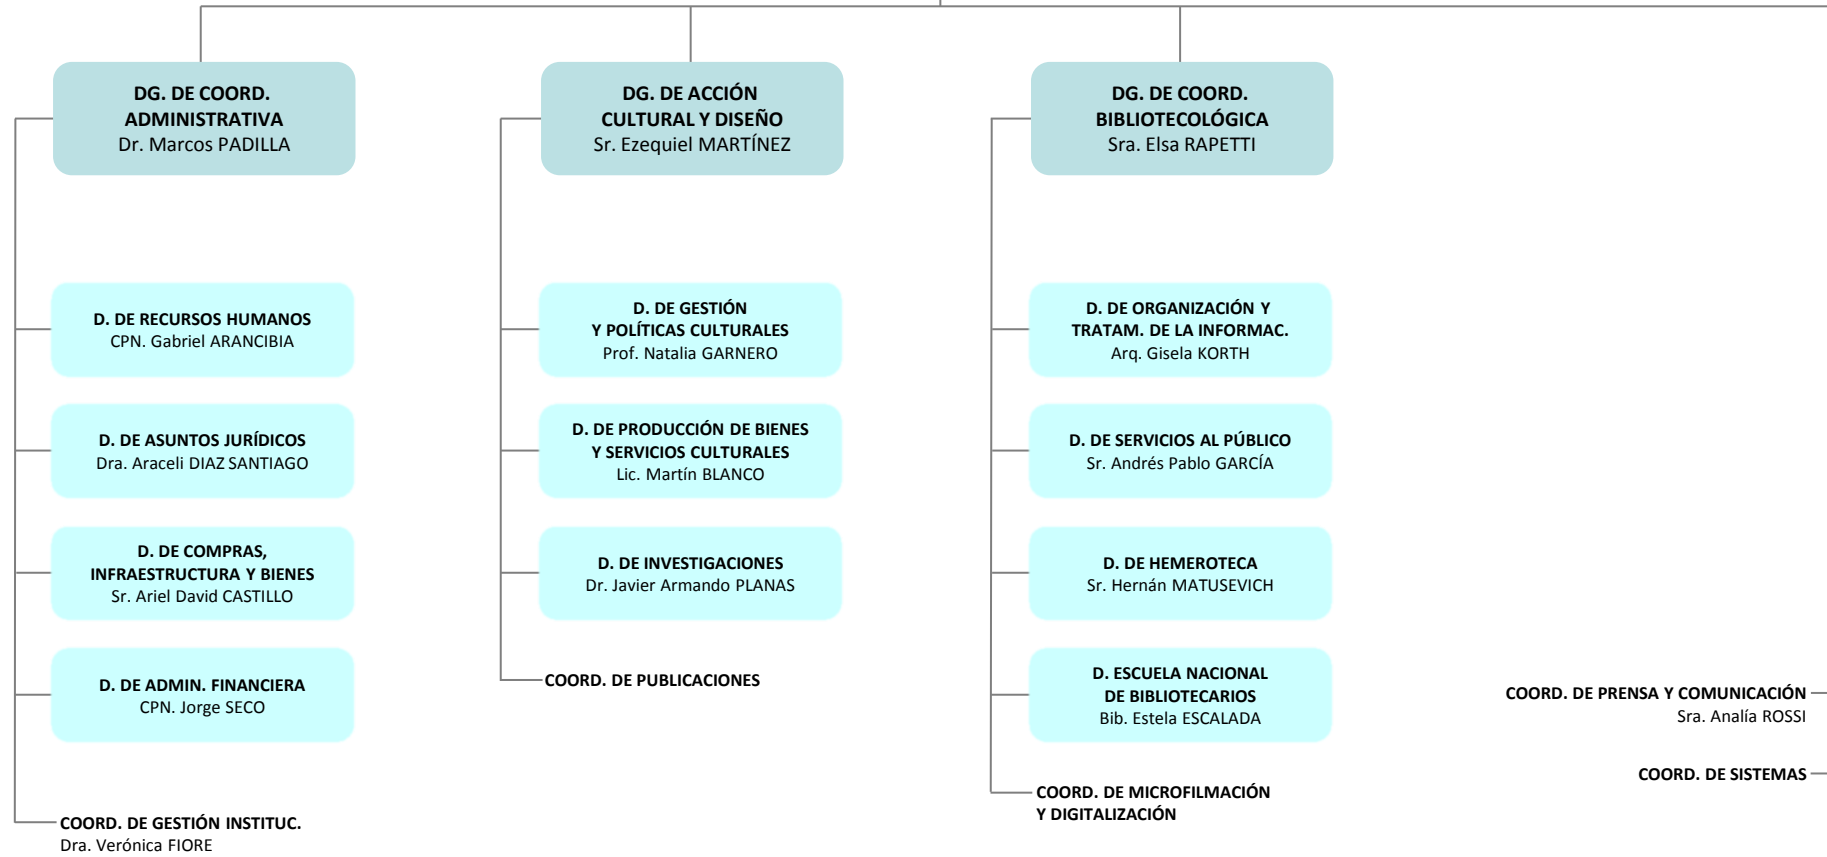 DG. DE COORD.
ADMINISTRATIVA
Dr. Marcos PADILLA
D. DE RECURSOS HUMANOS
CPN. Gabriel ARANCIBIA
D. DE ASUNTOS JURÍDICOS
Dra. Araceli DIAZ SANTIAGO
D. DE COMPRAS,
INFRAESTRUCTURA Y BIENES
Sr. Ariel David CASTILLO
D. DE ADMIN. FINANCIERA
CPN. Jorge SECO
COORD. DE GESTIÓN INSTITUC.
Dra. Verónica FIORE
DG. DE ACCIÓN
CULTURAL Y DISEÑO
Sr. Ezequiel MARTÍNEZ
D. DE GESTIÓN
Y POLÍTICAS CULTURALES
Prof. Natalia GARNERO
D. DE PRODUCCIÓN DE BIENES
Y SERVICIOS CULTURALES
Lic. Martín BLANCO
D. DE INVESTIGACIONES
Dr. Javier Armando PLANAS
COORD. DE PUBLICACIONES
DG. DE COORD.
BIBLIOTECOLÓGICA
Sra. Elsa RAPETTI
D. DE ORGANIZACIÓN Y
TRATAM. DE LA INFORMAC.
Arq. Gisela KORTH
D. DE SERVICIOS AL PÚBLICO
Sr. Andrés Pablo GARCÍA
D. DE HEMEROTECA
Sr. Hernán MATUSEVICH
D. ESCUELA NACIONAL
DE BIBLIOTECARIOS
Bib. Estela ESCALADA
COORD. DE MICROFILMACIÓN
Y DIGITALIZACIÓN
COORD. DE PRENSA Y COMUNICACIÓN
Sra. Analía ROSSI
COORD. DE SISTEMAS